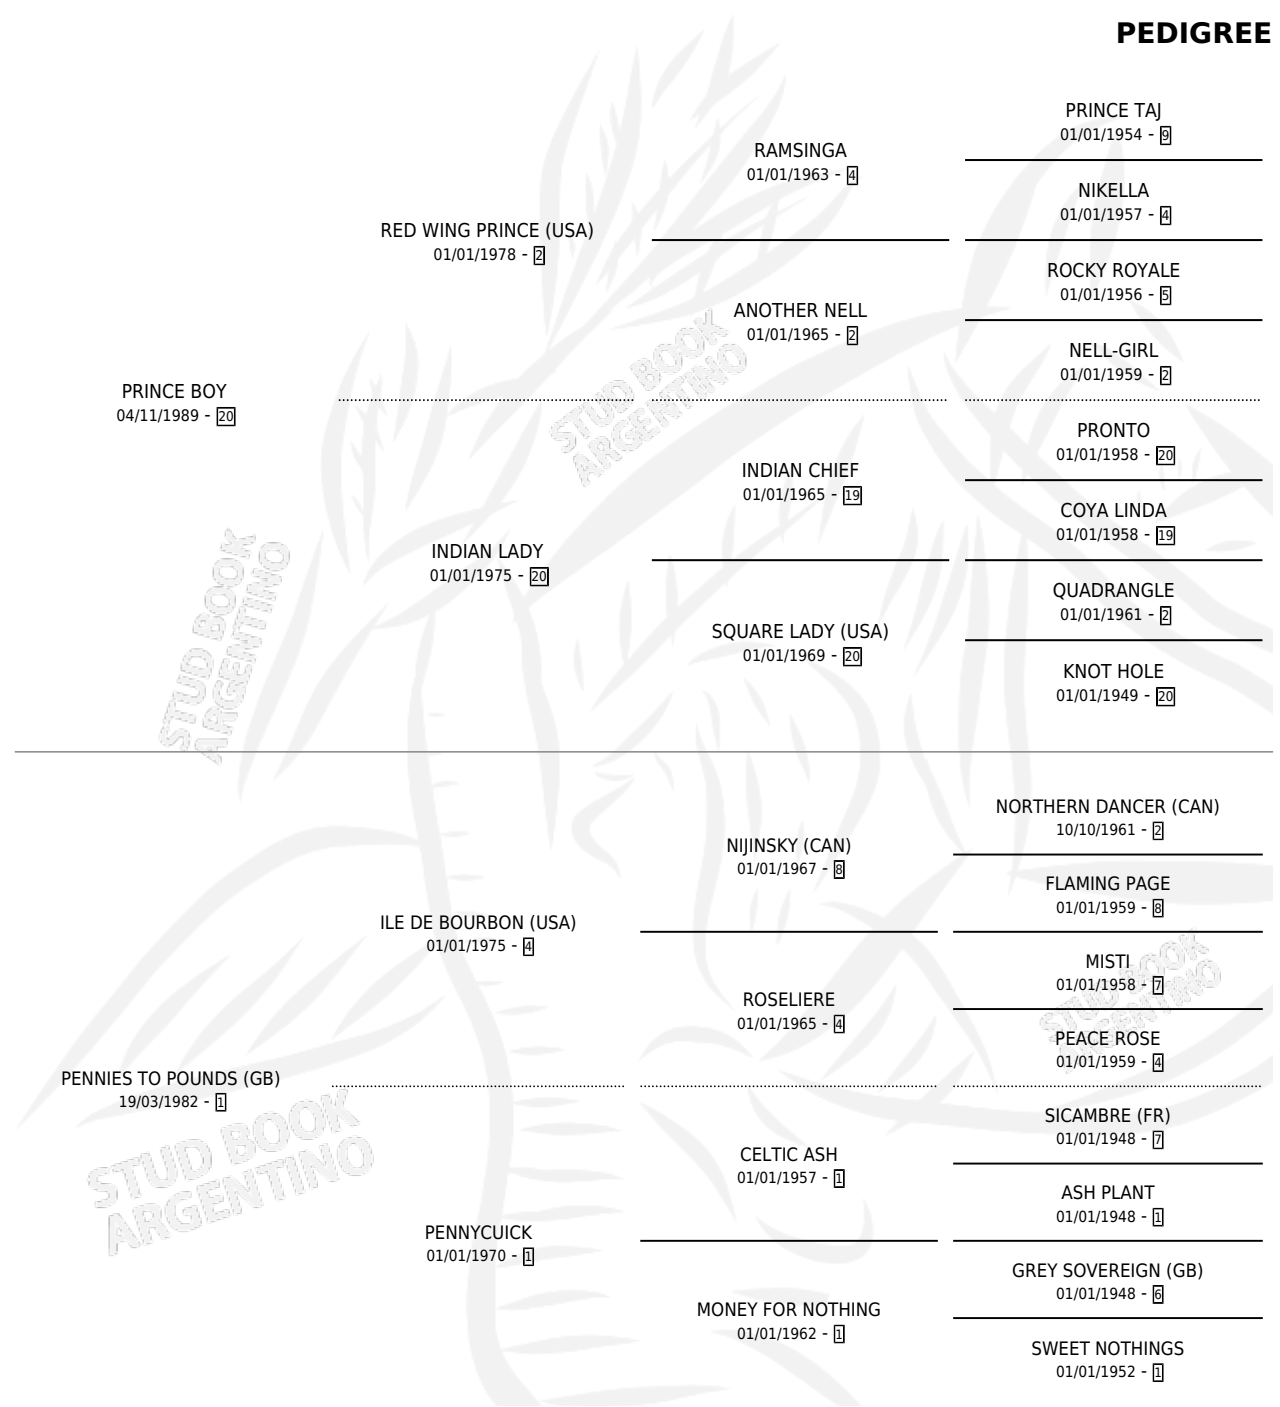 PEDIGREE
PRINCE TAJ
01/01/1954 - 9
RAMSINGA
01/01/1963 - 4
NIKELLA
01/01/1957 - 4
RED WING PRINCE (USA)
01/01/1978 - 2
ROCKY ROYALE
01/01/1956 - 5
ANOTHER NELL
01/01/1965 - 2
NELL-GIRL
01/01/1959 - 2
PRINCE BOY
04/11/1989 - 20
PRONTO
01/01/1958 - 20
INDIAN CHIEF
01/01/1965 - 19
COYA LINDA
01/01/1958 - 19
INDIAN LADY
01/01/1975 - 20
QUADRANGLE
01/01/1961 - 2
SQUARE LADY (USA)
01/01/1969 - 20
KNOT HOLE
01/01/1949 - 20
NORTHERN DANCER (CAN)
10/10/1961 - 2
NIJINSKY (CAN)
01/01/1967 - 8
FLAMING PAGE
01/01/1959 - 8
ILE DE BOURBON (USA)
01/01/1975 - 4
MISTI
01/01/1958 - 7
ROSELIERE
01/01/1965 - 4
PEACE ROSE
01/01/1959 - 4
PENNIES TO POUNDS (GB)
19/03/1982 - 1
SICAMBRE (FR)
01/01/1948 - 7
CELTIC ASH
01/01/1957 - 1
ASH PLANT
01/01/1948 - 1
PENNYCUICK
01/01/1970 - 1
GREY SOVEREIGN (GB)
01/01/1948 - 6
MONEY FOR NOTHING
01/01/1962 - 1
SWEET NOTHINGS
01/01/1952 - 1
STUD BOOK
ARGENTINO
STUD BOOK
ARGENTINO
STUD BOOK
ARGENTINO
STUD BOOK
ARGENTINO